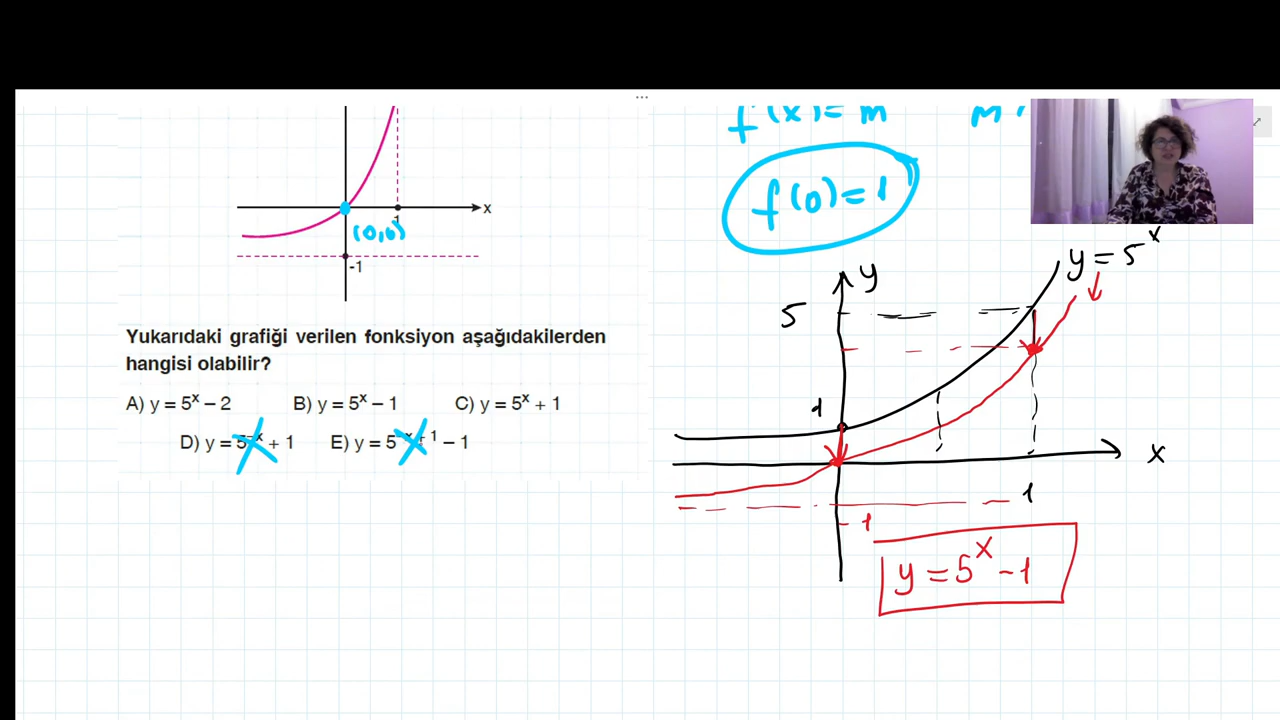 x
1
(0,0)
-1
Yukarıdaki grafiği verilen fonksiyon aşağıdakilerden
hangisi olabilir?
A) y = 5ˣ − 2 B) y = 5ˣ − 1 C) y = 5ˣ + 1
D) y = 5⁻ˣ + 1 E) y = 5⁻ˣ⁺¹ − 1
f(x) = m
f(0) = 1
y = 5ˣ
y
5
1
x
1
1
y = 5ˣ - 1